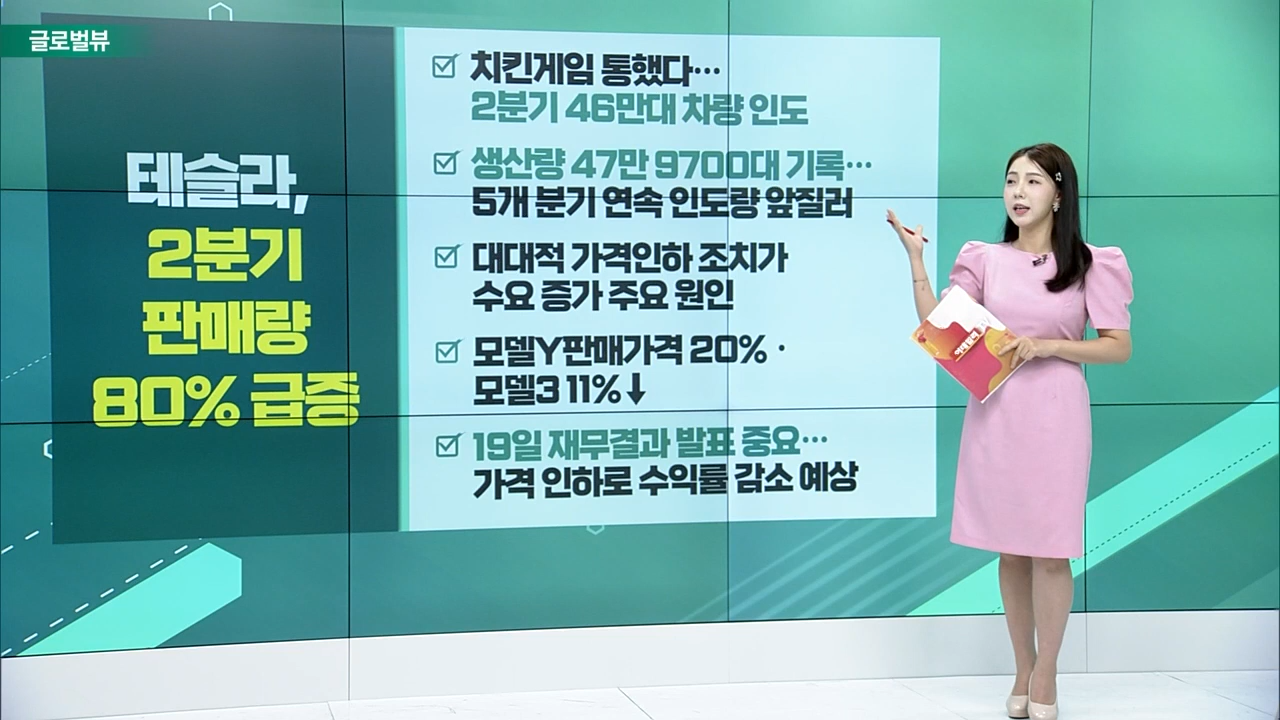 글로벌뷰
테슬라,
2분기
판매량
80% 급증
치킨게임 통했다…
2분기 46만대 차량 인도
생산량 47만 9700대 기록…
5개 분기 연속 인도량 앞질러
대대적 가격인하 조치가
수요 증가 주요 원인
모델Y판매가격 20% ·
모델3 11%↓
19일 재무결과 발표 중요…
가격 인하로 수익률 감소 예상